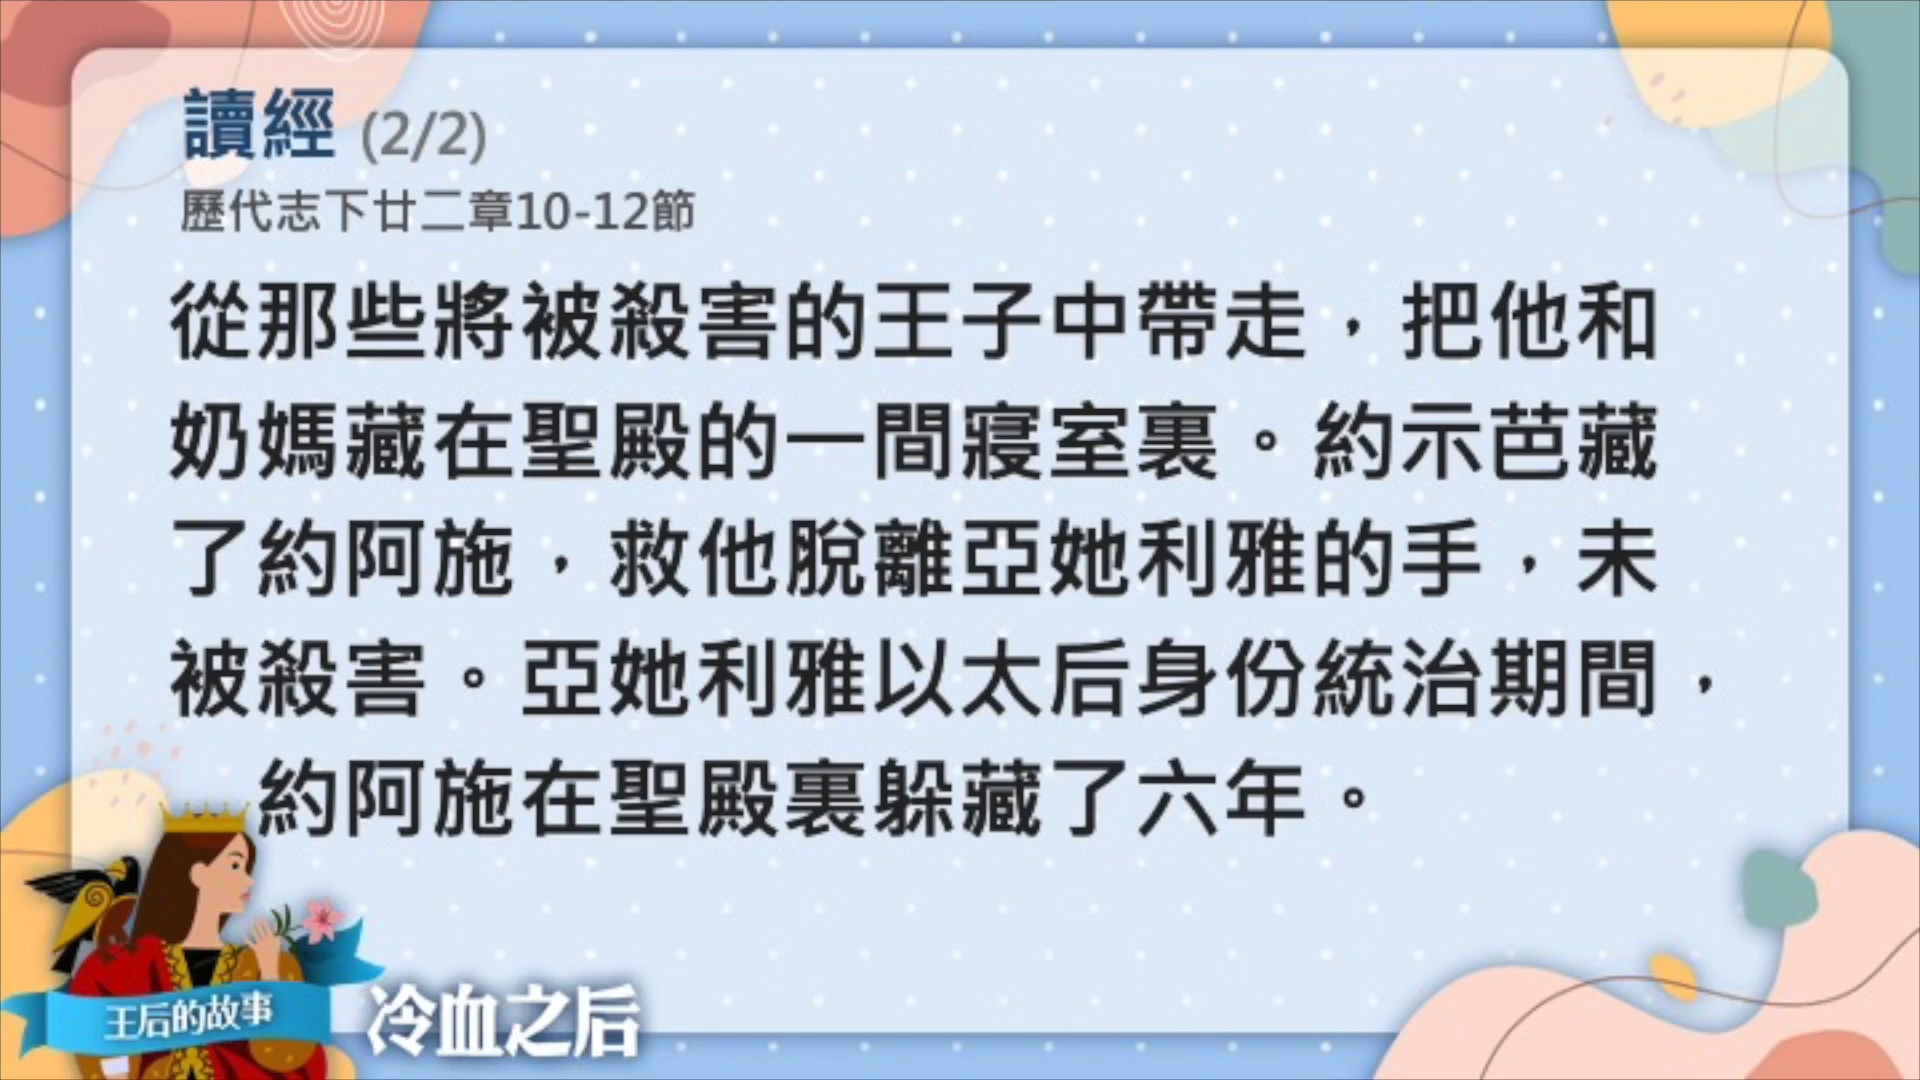 讀經 (2/2)
歷代志下廿二章10-12節
從那些將被殺害的王子中帶走，把他和
奶媽藏在聖殿的一間寢室裏。約示芭藏
了約阿施，救他脫離亞她利雅的手，未
被殺害。亞她利雅以太后身份統治期間，
約阿施在聖殿裏躲藏了六年。
王后的故事
冷血之后